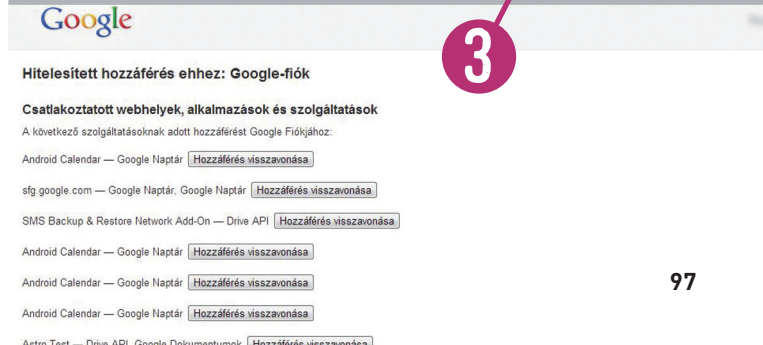 Google
3
Hitelesített hozzáférés ehhez: Google-fiók
Csatlakoztatott webhelyek, alkalmazások és szolgáltatások
A következő szolgáltatásoknak adott hozzáférést Google Fiókjához:
Android Calendar — Google Naptár Hozzáférés visszavonása
sfg.google.com — Google Naptár, Google Naptár Hozzáférés visszavonása
SMS Backup & Restore Network Add-On — Drive API Hozzáférés visszavonása
Android Calendar — Google Naptár Hozzáférés visszavonása
Android Calendar — Google Naptár Hozzáférés visszavonása
97
Android Calendar — Google Naptár Hozzáférés visszavonása
Astro Test — Drive API, Google Dokumentumok Hozzáférés visszavonása